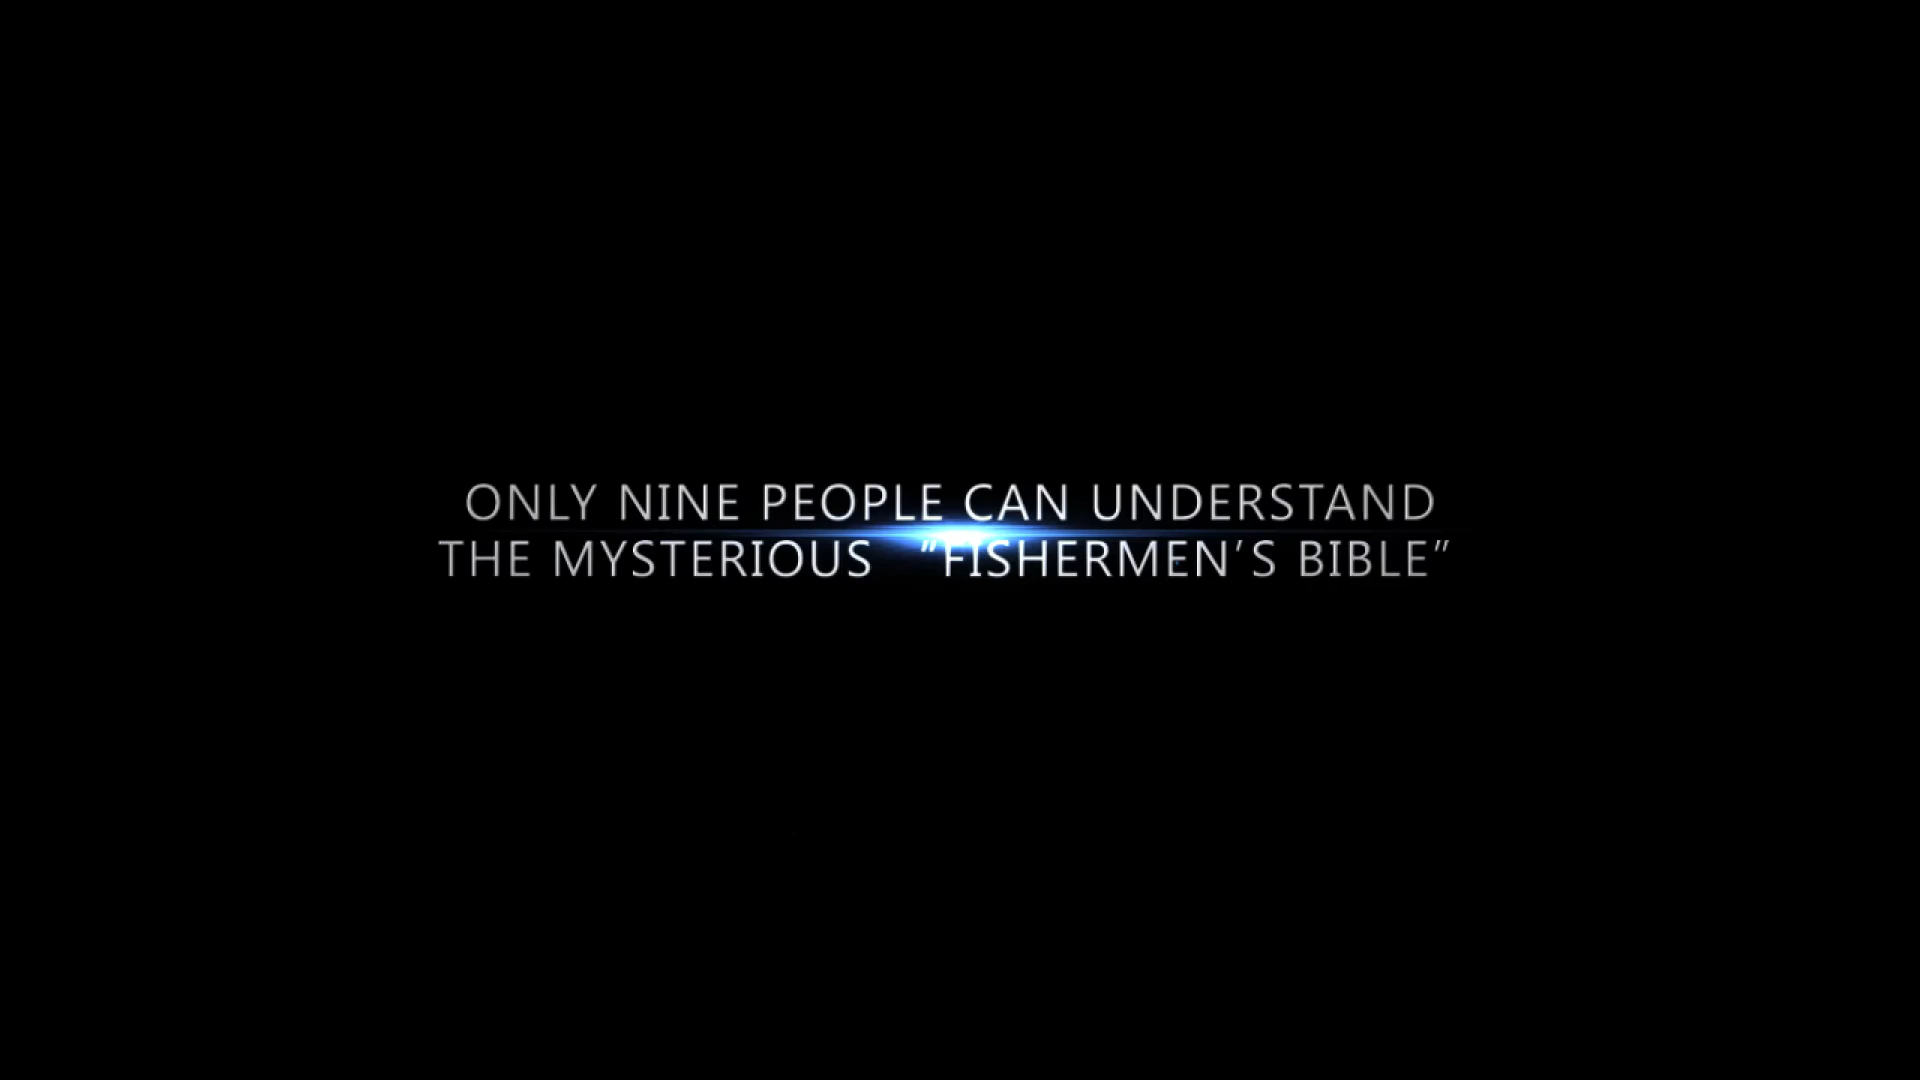 ONLY NINE PEOPLE CAN UNDERSTAND
THE MYSTERIOUS “FISHERMEN’S BIBLE”